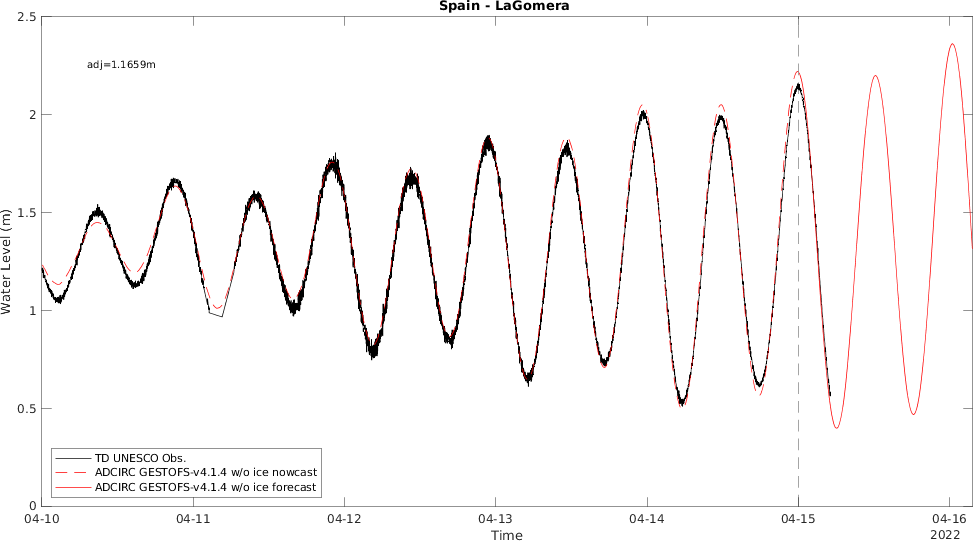 Spain - LaGomera
adj=1.1659m
2.5
2
1.5
1
0.5
0
Water Level (m)
TD UNESCO Obs.
ADCIRC GESTOFS-v4.1.4 w/o ice nowcast
ADCIRC GESTOFS-v4.1.4 w/o ice forecast
04-10 04-11 04-12 04-13 04-14 04-15 04-16
Time
2022